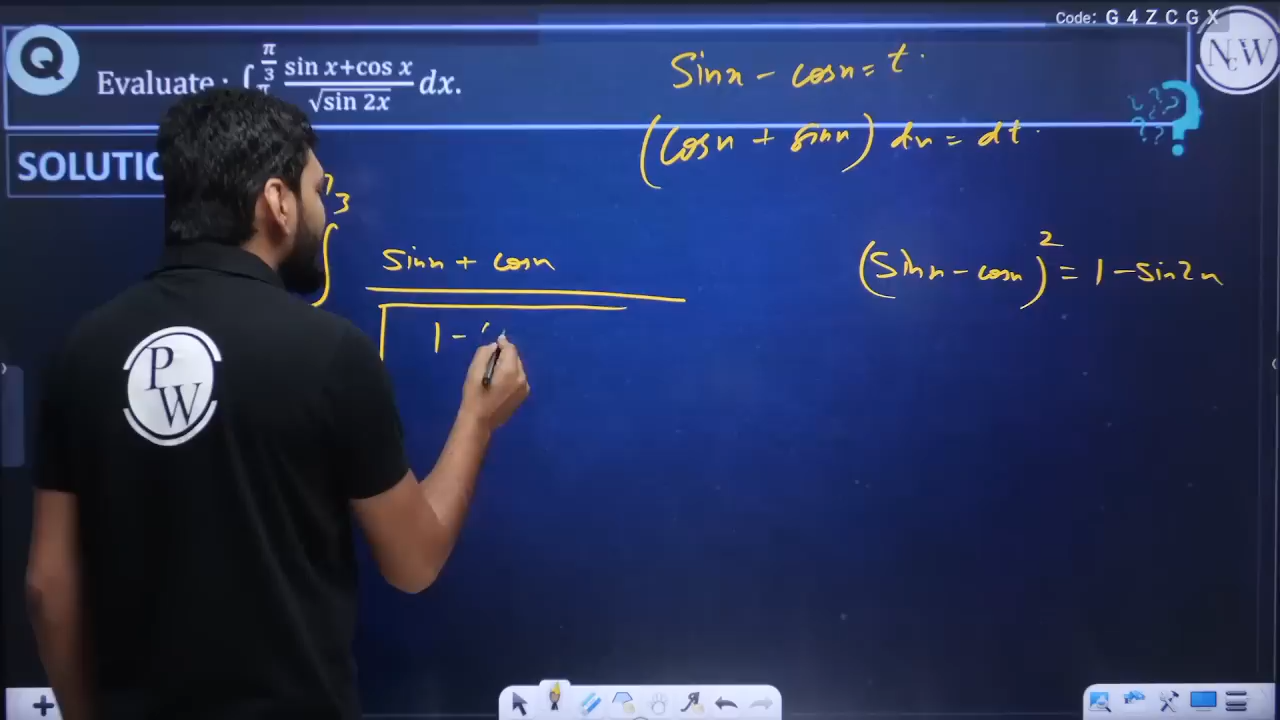 Code: G 4 Z C G X
Q
Evaluate : ∫ π/3 sin x+cos x / √sin 2x dx.
NCW
SOLUTIO
Sinx - cosx = t.
(cosx + sinx) dx = dt.
3
∫ sinx + cosx
√ 1 -
(sinx - cosx)² = 1 - sin2x
PW